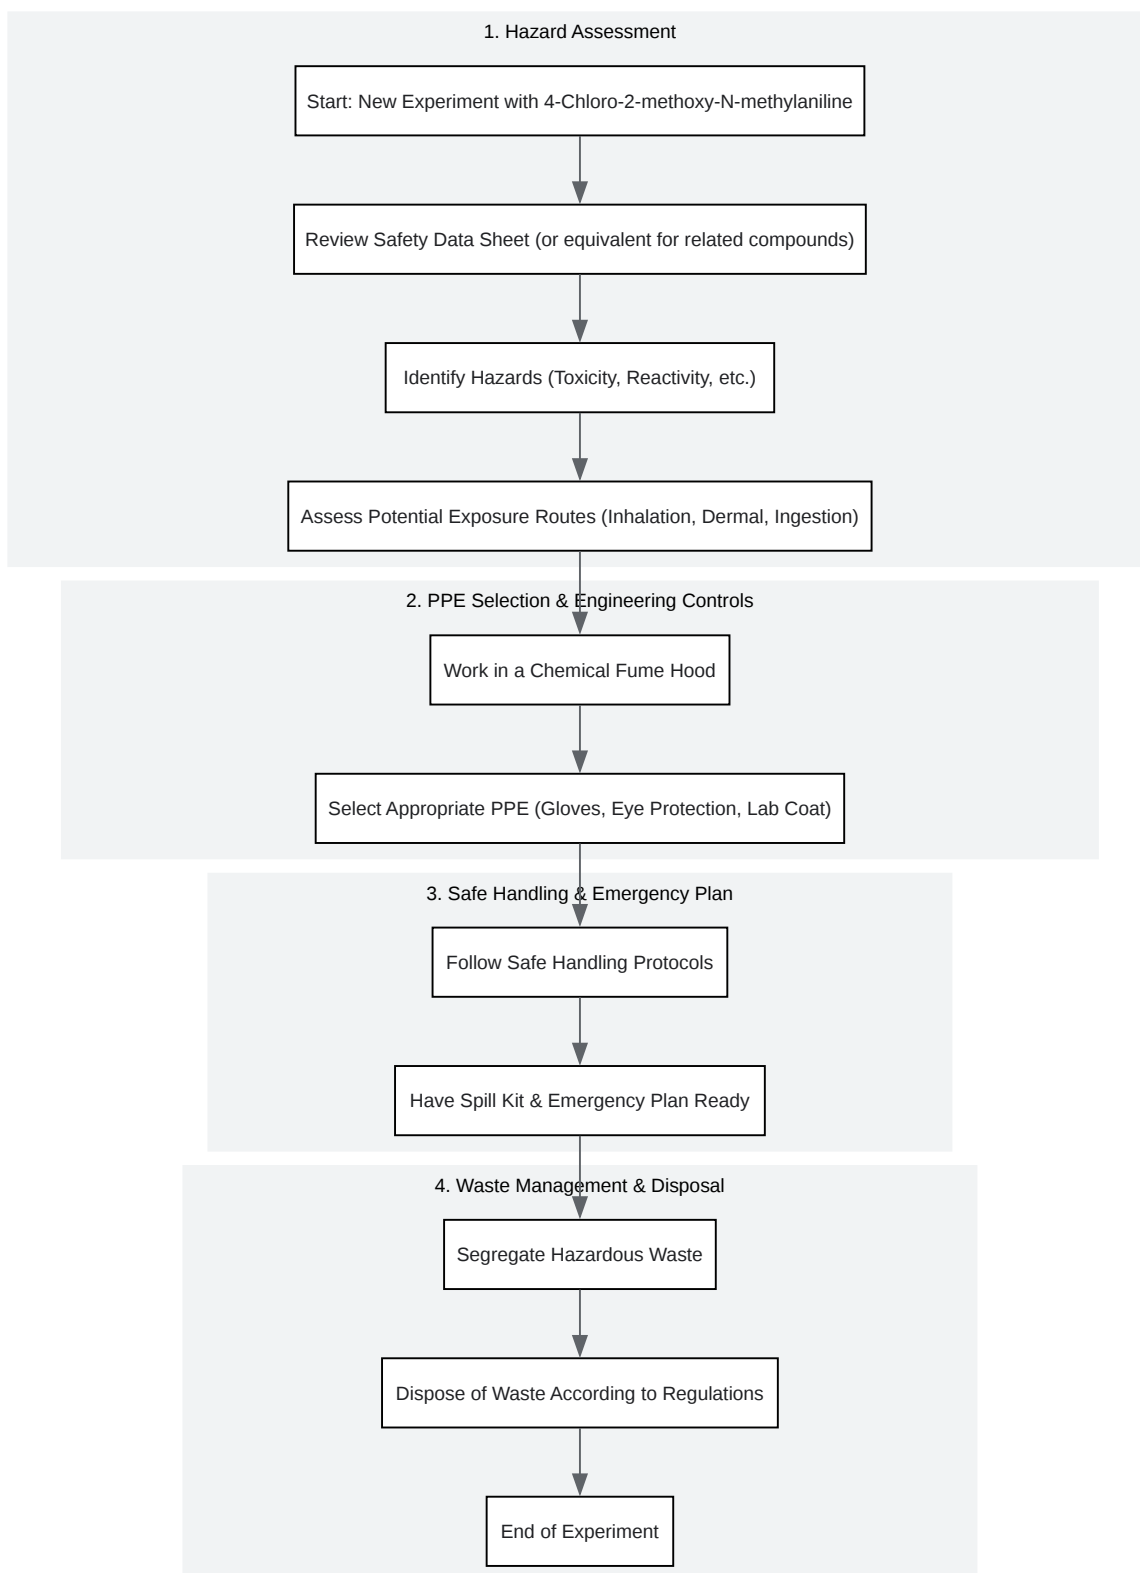 1. Hazard Assessment
Start: New Experiment with 4-Chloro-2-methoxy-N-methylaniline
Review Safety Data Sheet (or equivalent for related compounds)
Identify Hazards (Toxicity, Reactivity, etc.)
Assess Potential Exposure Routes (Inhalation, Dermal, Ingestion)
2. PPE Selection & Engineering Controls
Work in a Chemical Fume Hood
Select Appropriate PPE (Gloves, Eye Protection, Lab Coat)
3. Safe Handling & Emergency Plan
Follow Safe Handling Protocols
Have Spill Kit & Emergency Plan Ready
4. Waste Management & Disposal
Segregate Hazardous Waste
Dispose of Waste According to Regulations
End of Experiment